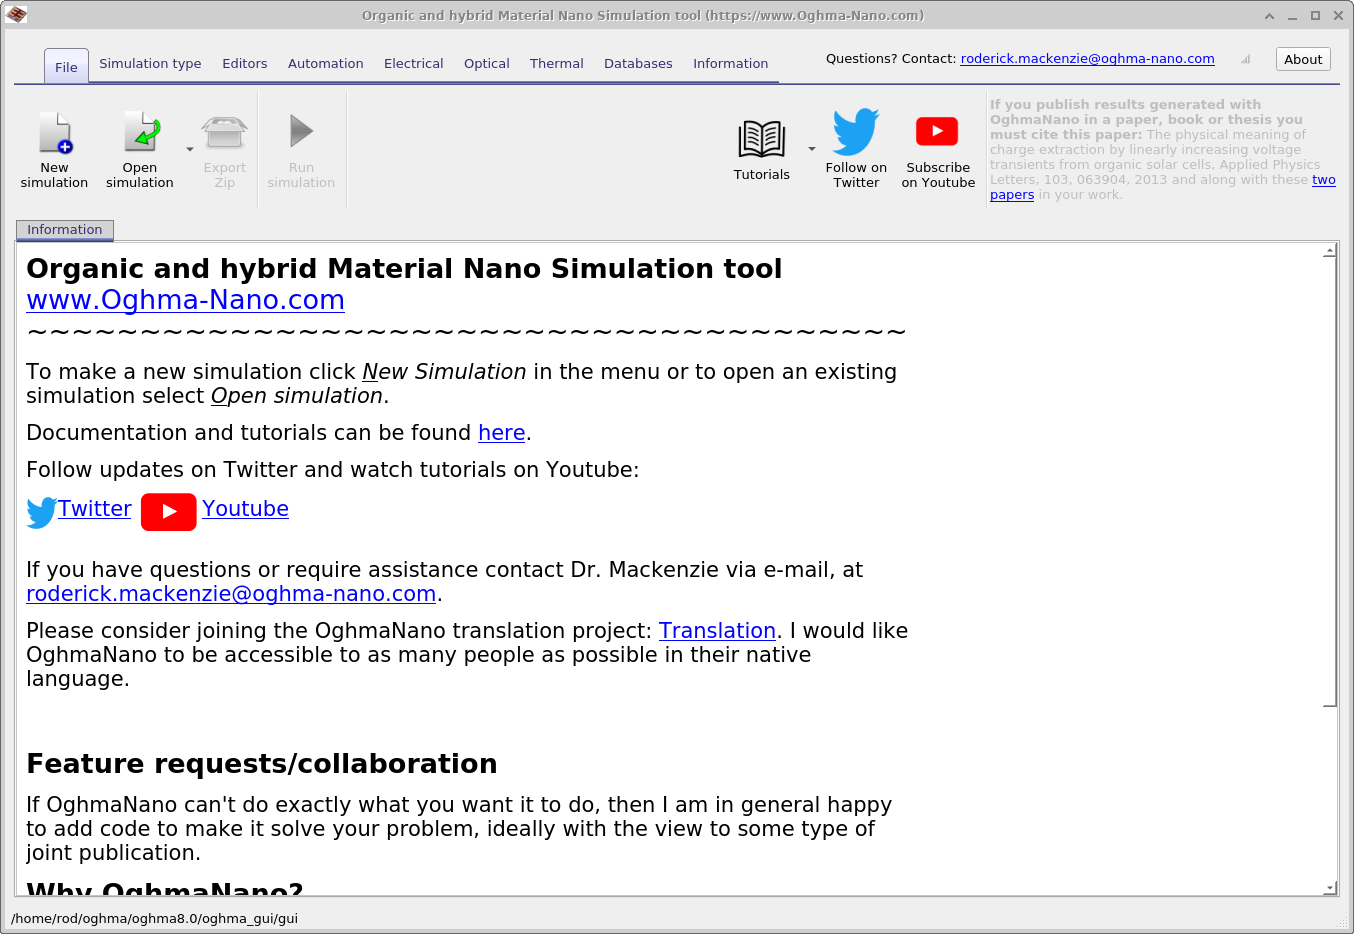 Organic and hybrid Material Nano Simulation tool (https://www.Oghma-Nano.com)
File Simulation type Editors Automation Electrical Optical Thermal Databases Information
Questions? Contact: roderick.mackenzie@oghma-nano.com About
New simulation
Open simulation
Export Zip
Run simulation
Tutorials
Follow on Twitter
Subscribe on Youtube
If you publish results generated with
OghmaNano in a paper, book or thesis you
must cite this paper: The physical meaning of
charge extraction by linearly increasing voltage
transients from organic solar cells, Applied Physics
Letters, 103, 063904, 2013 and along with these two
papers in your work.
Information
Organic and hybrid Material Nano Simulation tool
www.Oghma-Nano.com
~~~~~~~~~~~~~~~~~~~~~~~~~~~~~~~~~~~~~~~
To make a new simulation click New Simulation in the menu or to open an existing
simulation select Open simulation.
Documentation and tutorials can be found here.
Follow updates on Twitter and watch tutorials on Youtube:
Twitter Youtube
If you have questions or require assistance contact Dr. Mackenzie via e-mail, at
roderick.mackenzie@oghma-nano.com.
Please consider joining the OghmaNano translation project: Translation. I would like
OghmaNano to be accessible to as many people as possible in their native
language.
Feature requests/collaboration
If OghmaNano can't do exactly what you want it to do, then I am in general happy
to add code to make it solve your problem, ideally with the view to some type of
joint publication.
Why OghmaNano?
/home/rod/oghma/oghma8.0/oghma_gui/gui